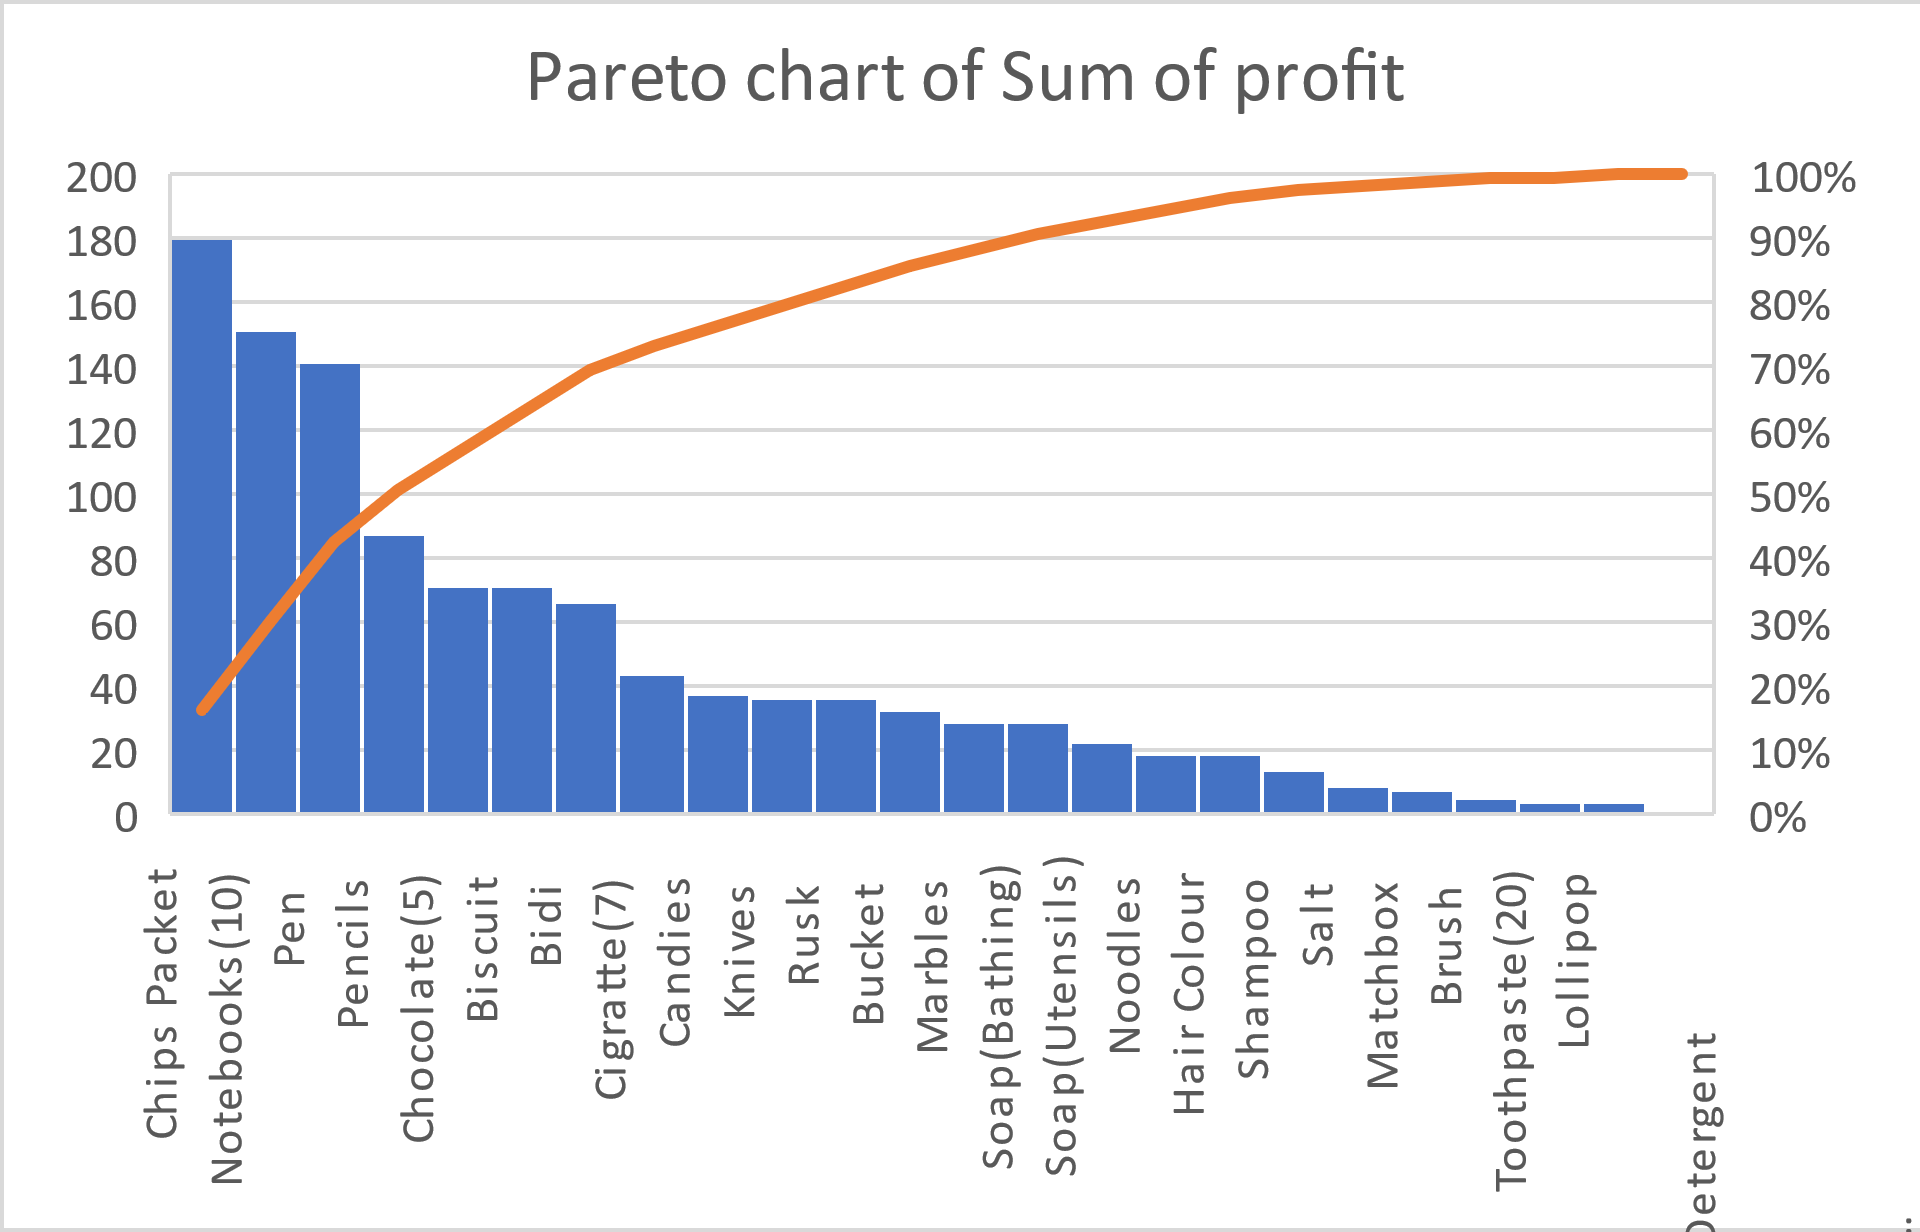 Pareto chart of Sum of profit
200
180
160
140
120
100
80
60
40
20
0
100%
90%
80%
70%
60%
50%
40%
30%
20%
10%
0%
Chips Packet
Notebooks(10)
Pen
Pencils
Chocolate(5)
Biscuit
Bidi
Cigratte(7)
Candies
Knives
Rusk
Bucket
Marbles
Soap(Bathing)
Soap(Utensils)
Noodles
Hair Colour
Shampoo
Salt
Matchbox
Brush
Toothpaste(20)
Lollipop
Detergent